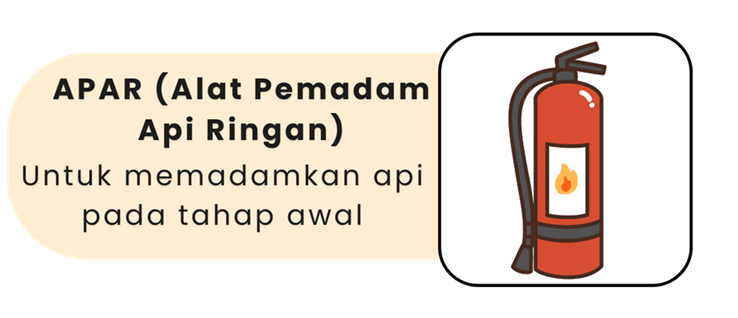 APAR (Alat Pemadam
Api Ringan)
Untuk memadamkan api
pada tahap awal